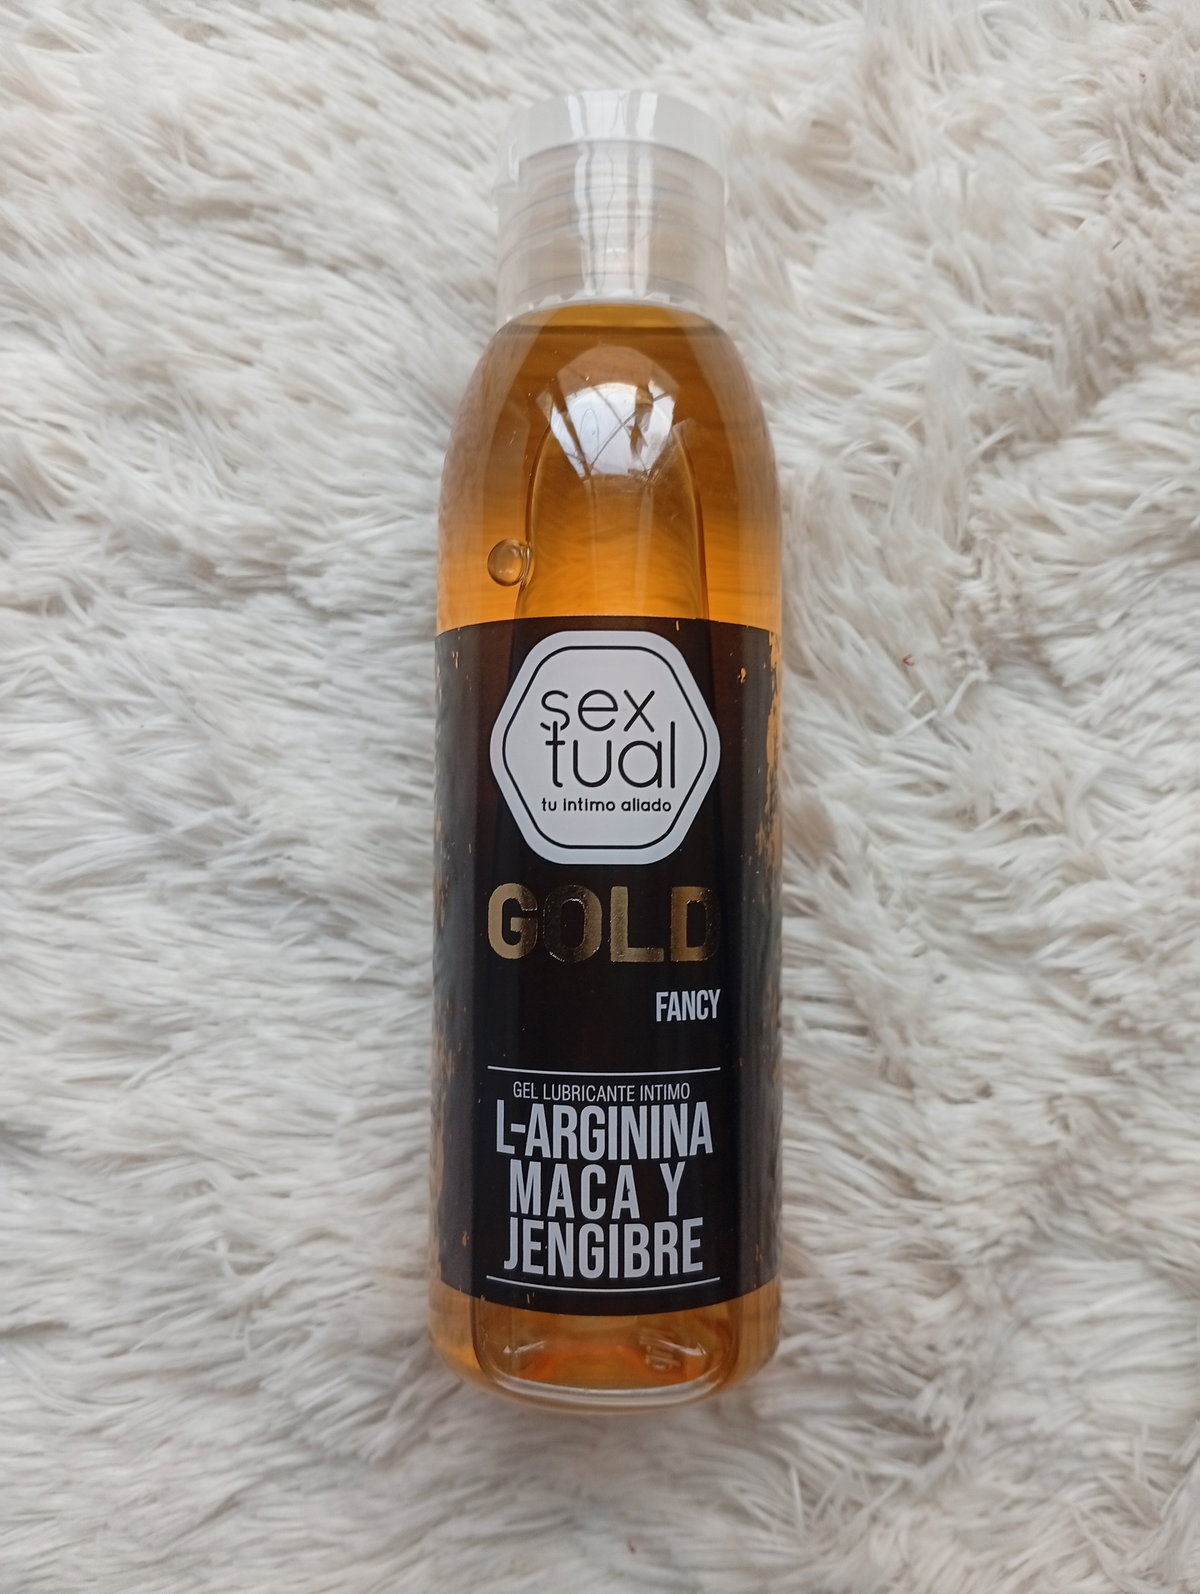 sex
tual
tu intimo aliado
GOLD
FANCY
GEL LUBRICANTE INTIMO
L-ARGININA
MACA Y
JENGIBRE